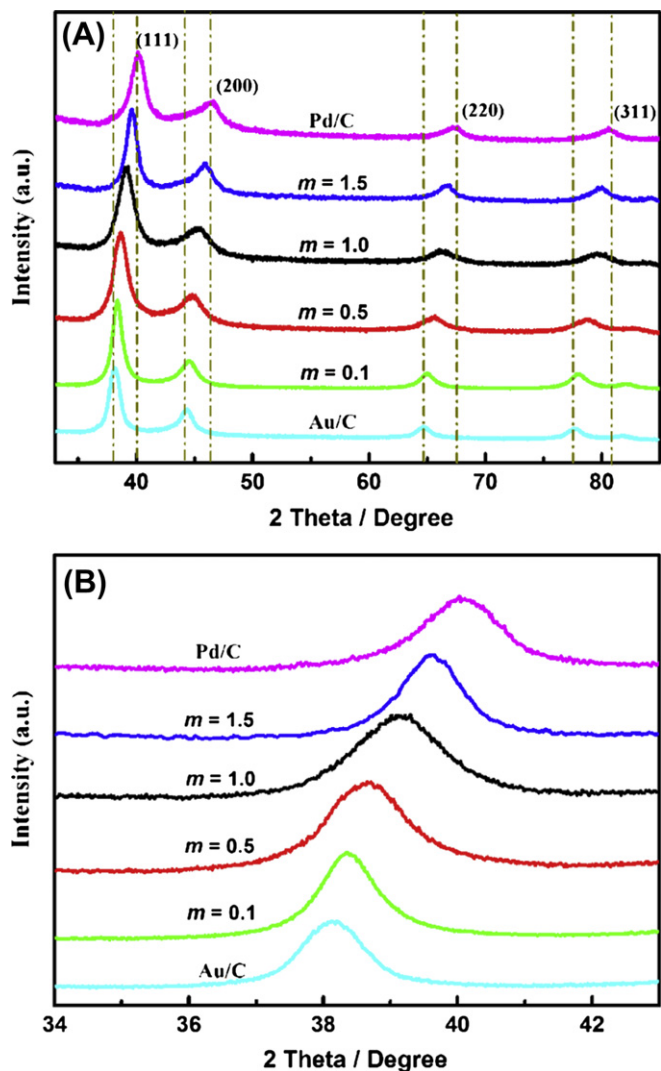 (A)
(111)
(200)
(220)
(311)
Pd/C
m = 1.5
m = 1.0
m = 0.5
m = 0.1
Au/C
Intensity (a.u.)
40 50 60 70 80
2 Theta / Degree
(B)
Pd/C
m = 1.5
m = 1.0
m = 0.5
m = 0.1
Au/C
Intensity (a.u.)
34 36 38 40 42
2 Theta / Degree